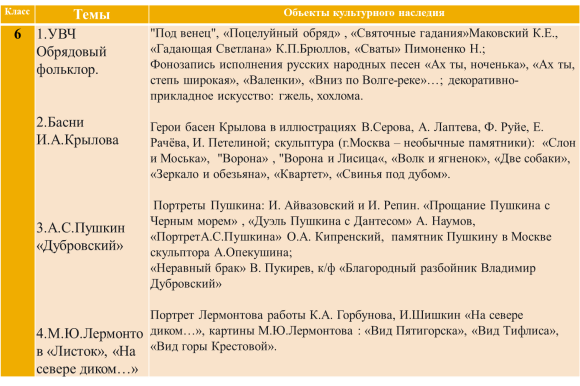 Класс
Темы
Объекты культурного наследия
6
1.УВЧ
Обрядовый
фольклор.
"Под венец", «Поцелуйный обряд» , «Святочные гадания»Маковский К.Е.,
«Гадающая Светлана» К.П.Брюллов, «Сваты» Пимоненко Н.;
Фонозапись исполнения русских народных песен «Ах ты, ноченька», «Ах ты,
степь широкая», «Валенки», «Вниз по Волге-реке»…; декоративно-
прикладное искусство: гжель, хохлома.
2.Басни
И.А.Крылова
Герои басен Крылова в иллюстрациях В.Серова, А. Лаптева, Ф. Руйе, Е.
Рачёва, И. Петелиной; скульптура (г.Москва – необычные памятники): «Слон
и Моська», "Ворона» , "Ворона и Лисица«, «Волк и ягненок», «Две собаки»,
«Зеркало и обезьяна», «Квартет», «Свинья под дубом».
3.А.С.Пушкин
«Дубровский»
Портреты Пушкина: И. Айвазовский и И. Репин. «Прощание Пушкина с
Черным морем» , «Дуэль Пушкина с Дантесом» А. Наумов,
«ПортретА.С.Пушкина» О.А. Кипренский, памятник Пушкину в Москве
скульптора А.Опекушина;
«Неравный брак» В. Пукирев, к/ф «Благородный разбойник Владимир
Дубровский»
4.М.Ю.Лермонто
в «Листок», «На
севере диком…»
Портрет Лермонтова работы К.А. Горбунова, И.Шишкин «На севере
диком…», картины М.Ю.Лермонтова : «Вид Пятигорска», «Вид Тифлиса»,
«Вид горы Крестовой».